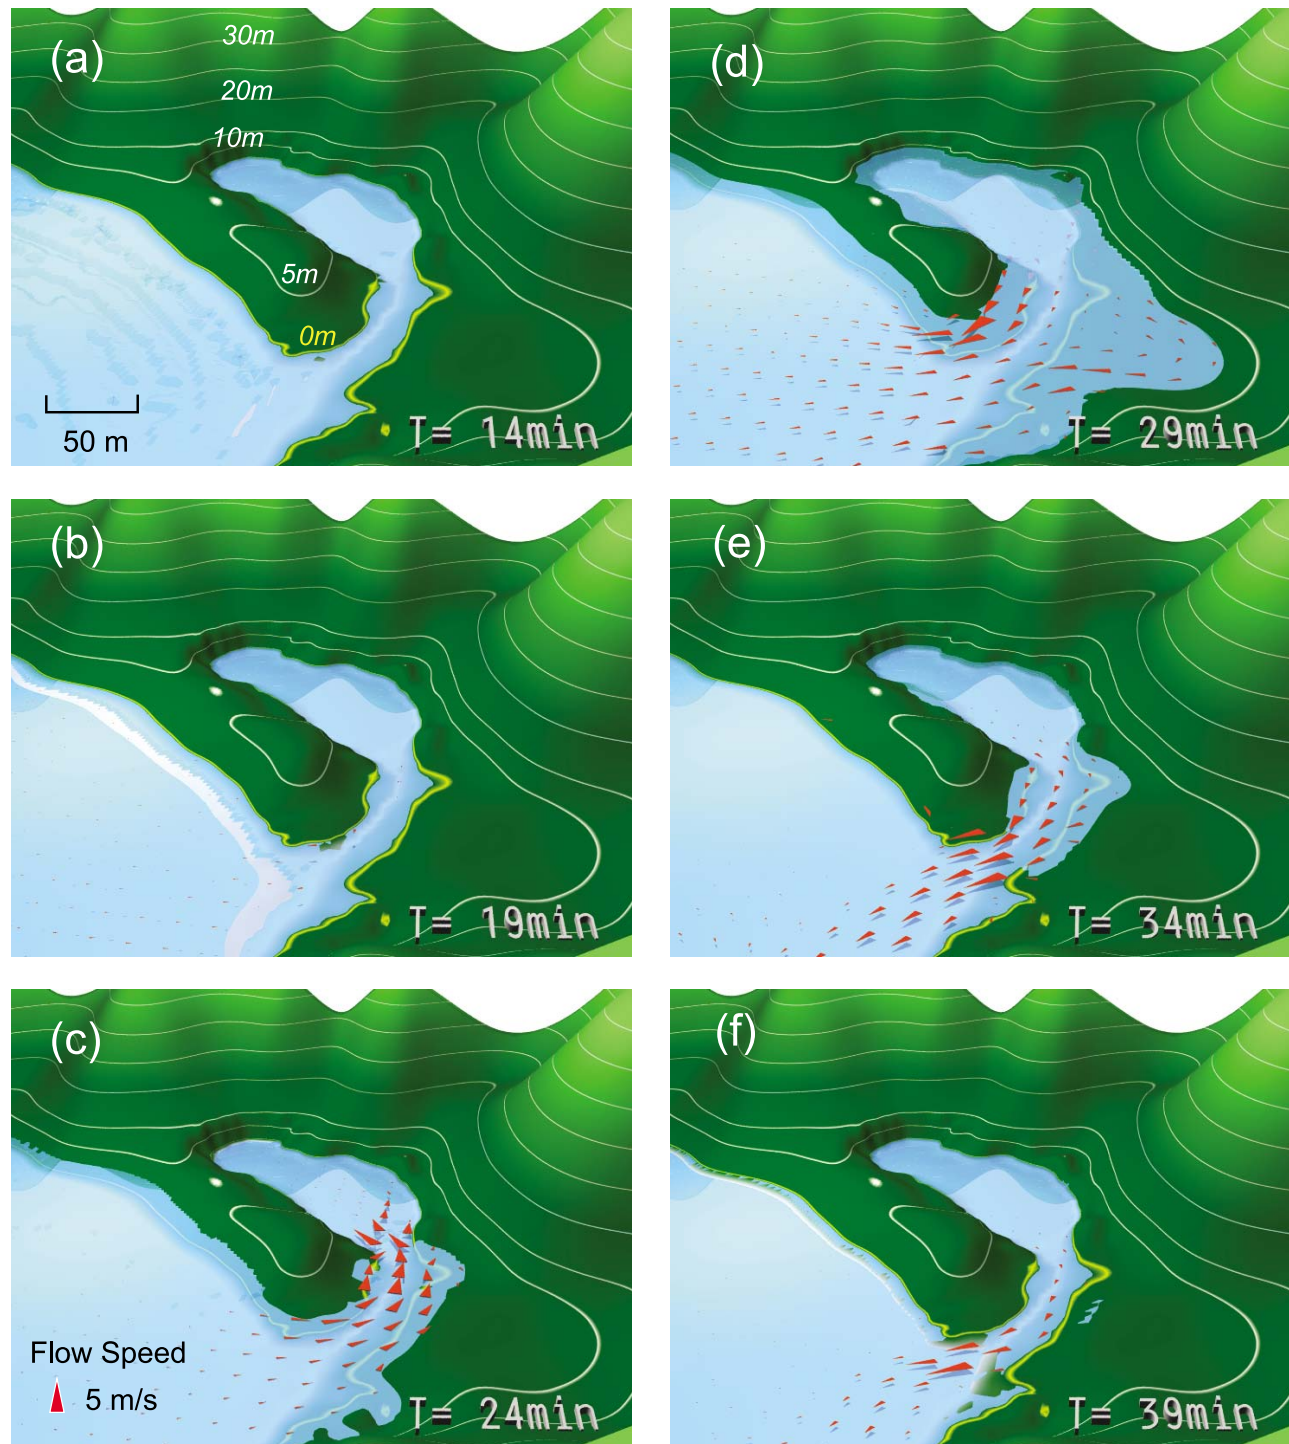 (a)
30m
20m
10m
5m
0m
50 m
T= 14min
(b)
T= 19min
(c)
Flow Speed
5 m/s
T= 24min
(d)
T= 29min
(e)
T= 34min
(f)
T= 39min